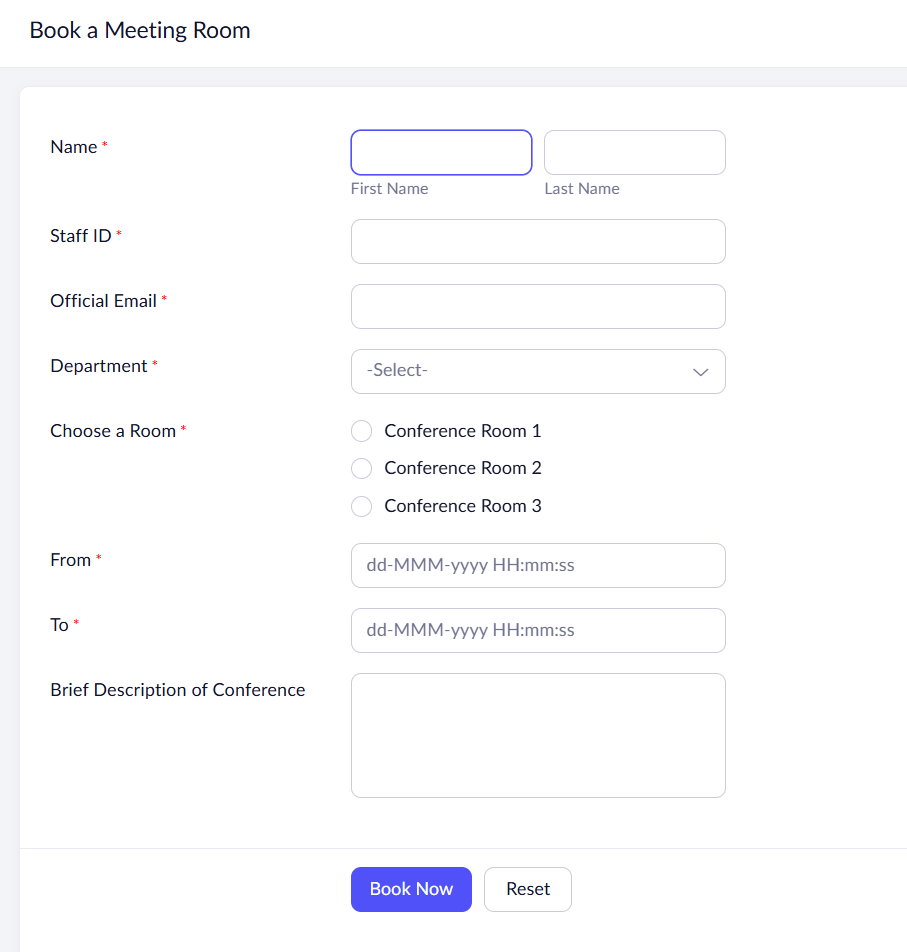 Book a Meeting Room
Name *
First Name Last Name
Staff ID *
Official Email *
Department * -Select-
Choose a Room * Conference Room 1
Conference Room 2
Conference Room 3
From * dd-MMM-yyyy HH:mm:ss
To * dd-MMM-yyyy HH:mm:ss
Brief Description of Conference
Book Now Reset